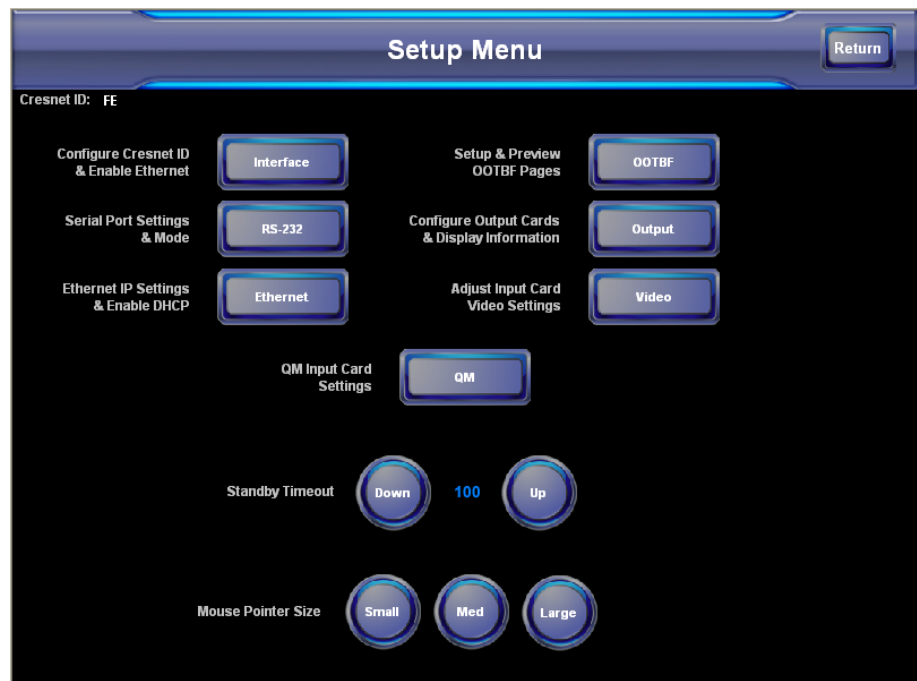 Setup Menu
Return
Cresnet ID: FE
Configure Cresnet ID
& Enable Ethernet
Interface
Setup & Preview
OOTBF Pages
OOTBF
Serial Port Settings
& Mode
RS-232
Configure Output Cards
& Display Information
Output
Ethernet IP Settings
& Enable DHCP
Ethernet
Adjust Input Card
Video Settings
Video
QM Input Card
Settings
QM
Standby Timeout
Down
100
Up
Mouse Pointer Size
Small
Med
Large